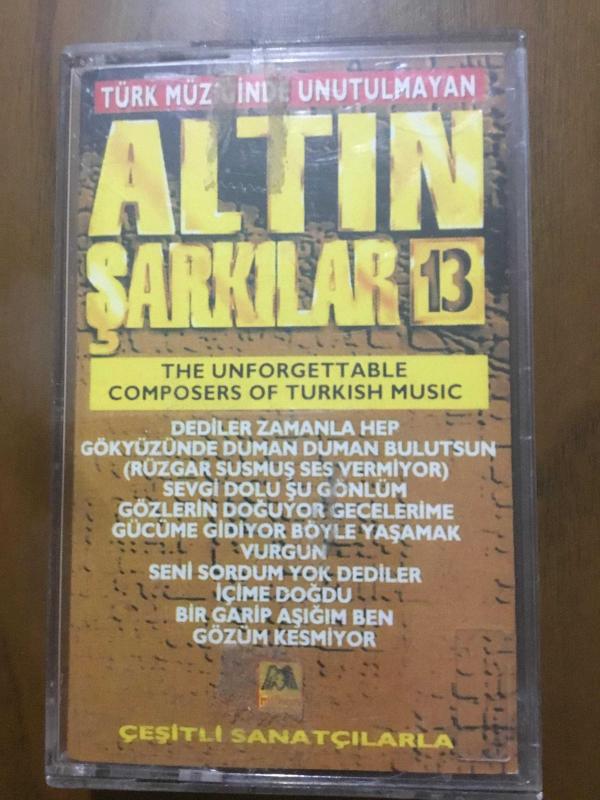 TÜRK MÜZİĞİNDE UNUTULMAYAN
ALTIN
ŞARKILAR 13
THE UNFORGETTABLE
COMPOSERS OF TURKISH MUSIC
DEDİLER ZAMANLA HEP
GÖKYÜZÜNDE DUMAN DUMAN BULUTSUN
(RÜZGAR SUSMUŞ SES VERMİYOR)
SEVGİ DOLU ŞU GÖNLÜM
GÖZLERİN DOĞUYOR GECELERİME
GÜCÜME GİDİYOR BÖYLE YAŞAMAK
VURGUN
SENİ SORDUM YOK DEDİLER
İÇİME DOĞDU
BİR GARİP AŞIĞIM BEN
GÖZÜM KESMİYOR
ÇEŞİTLİ SANATÇILARLA